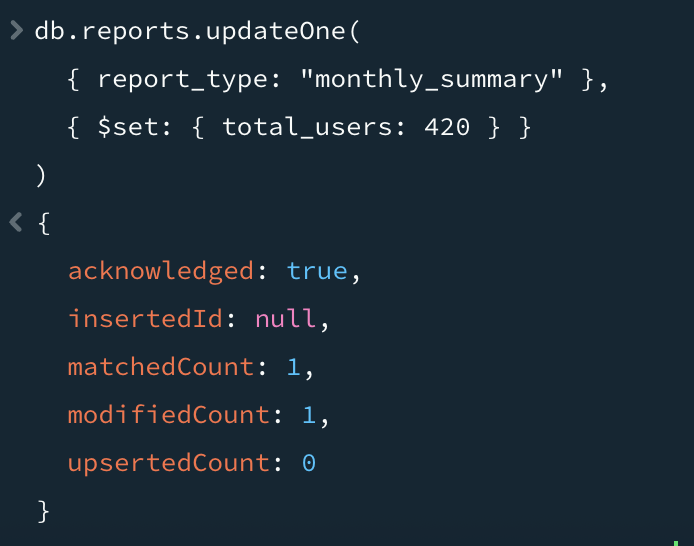 > db.reports.updateOne(
{ report_type: "monthly_summary" },
{ $set: { total_users: 420 } }
)
< {
acknowledged: true,
insertedId: null,
matchedCount: 1,
modifiedCount: 1,
upsertedCount: 0
}